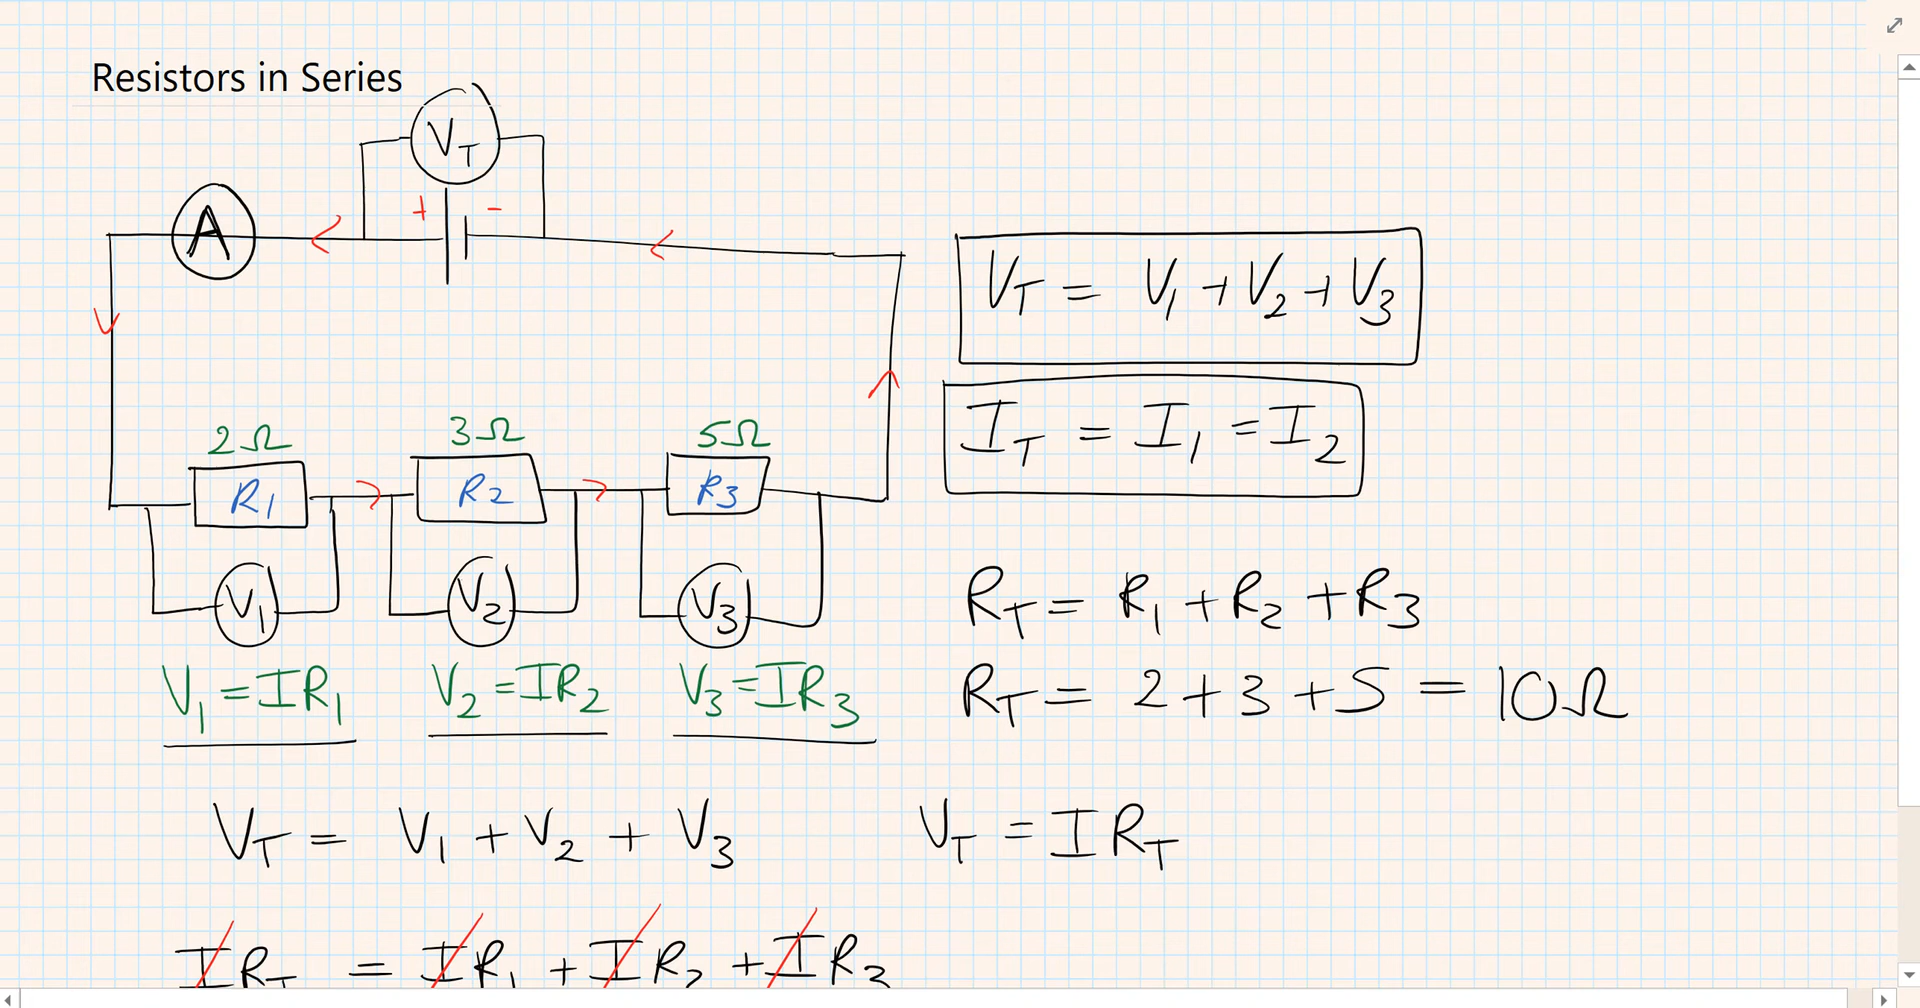 Resistors in Series
V_T
+ -
A
V_T = V_1 + V_2 + V_3
I_T = I_1 = I_2
2Ω 3Ω 5Ω
R_1 R_2 R_3
V_1 V_2 V_3
R_T = R_1 + R_2 + R_3
V_1 = IR_1 V_2 = IR_2 V_3 = IR_3
R_T = 2 + 3 + 5 = 10Ω
V_T = V_1 + V_2 + V_3
V_T = IR_T
IR_T = IR_1 + IR_2 + IR_3